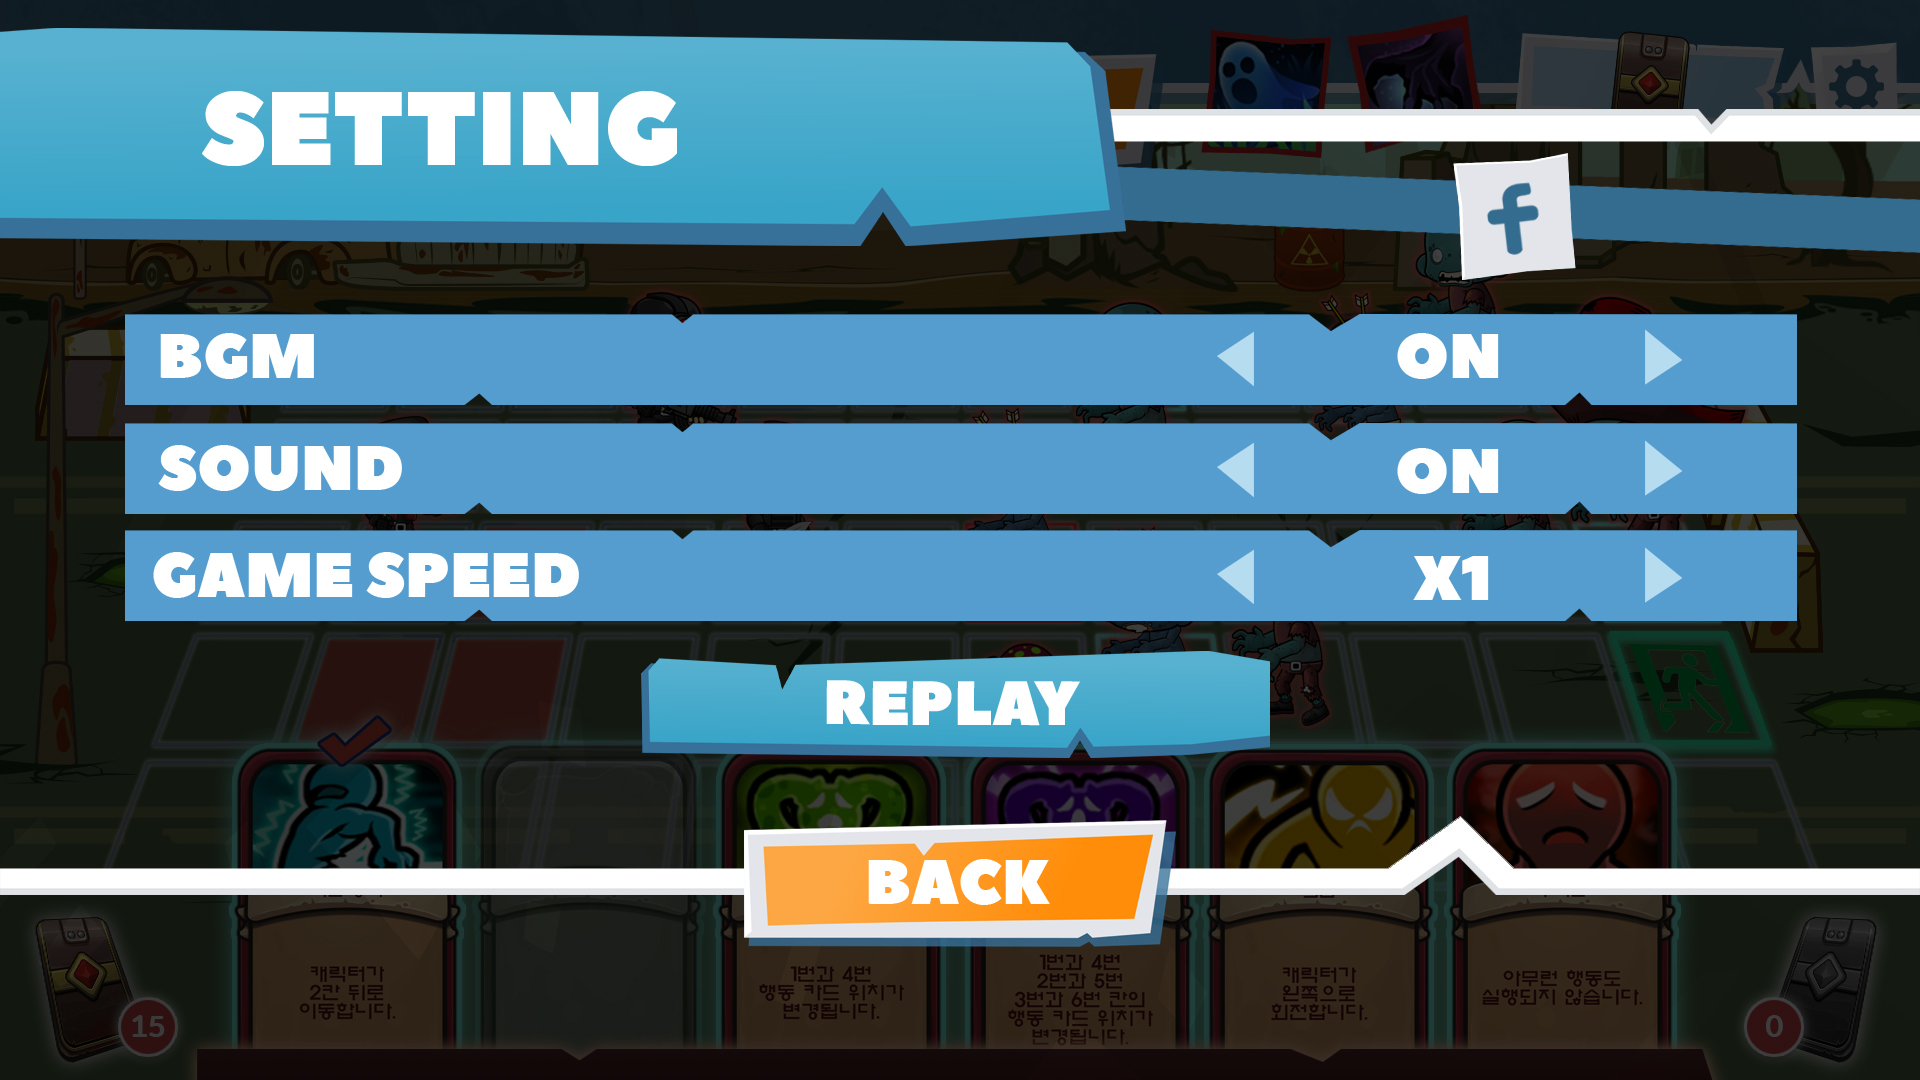 SETTING
f
BGM
ON
SOUND
ON
GAME SPEED
X1
REPLAY
BACK
캐릭터가
2칸 뒤로
이동합니다.
1번과 4번
행동 카드 위치가
변경됩니다.
1번과 4번
2번과 5번
3번과 6번 칸의
행동 카드 위치가
변경됩니다.
캐릭터가
왼쪽으로
회전합니다.
아무런 행동도
실행되지 않습니다.
15
0